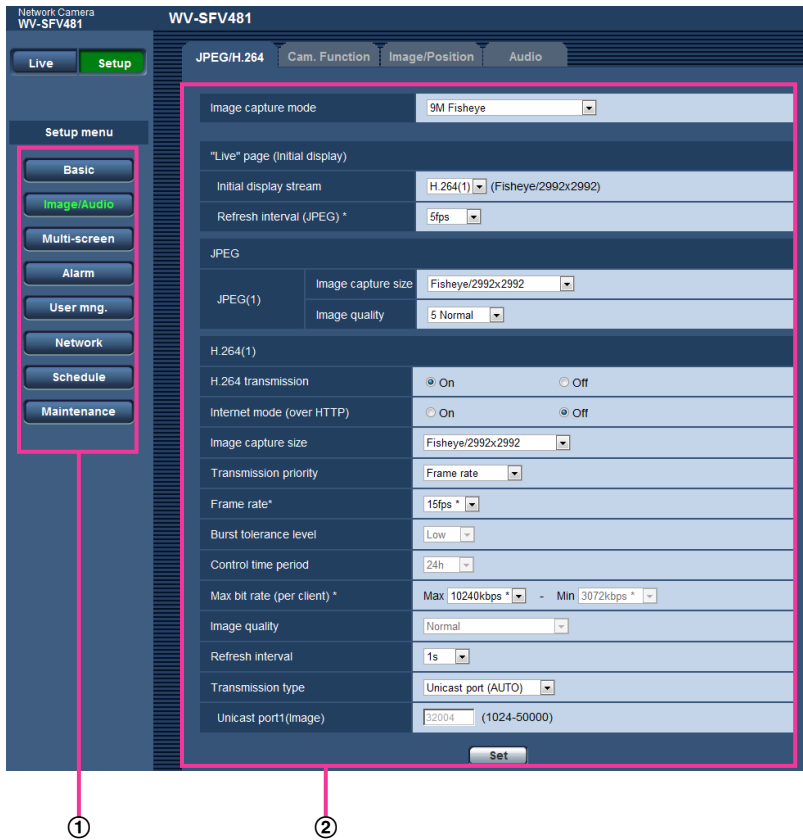 Network Camera
WV-SFV481
WV-SFV481
Live Setup
JPEG/H.264 Cam. Function Image/Position Audio
Setup menu
Basic
Image/Audio
Multi-screen
Alarm
User mng.
Network
Schedule
Maintenance
Image capture mode 9M Fisheye
"Live" page (Initial display)
Initial display stream H.264(1) (Fisheye/2992x2992)
Refresh interval (JPEG) * 5fps
JPEG
JPEG(1) Image capture size Fisheye/2992x2992
Image quality 5 Normal
H.264(1)
H.264 transmission On Off
Internet mode (over HTTP) On Off
Image capture size Fisheye/2992x2992
Transmission priority Frame rate
Frame rate* 15fps *
Burst tolerance level Low
Control time period 24h
Max bit rate (per client) * Max 10240kbps * - Min 3072kbps *
Image quality Normal
Refresh interval 1s
Transmission type Unicast port (AUTO)
Unicast port1(Image) 32004 (1024-50000)
Set
① ②